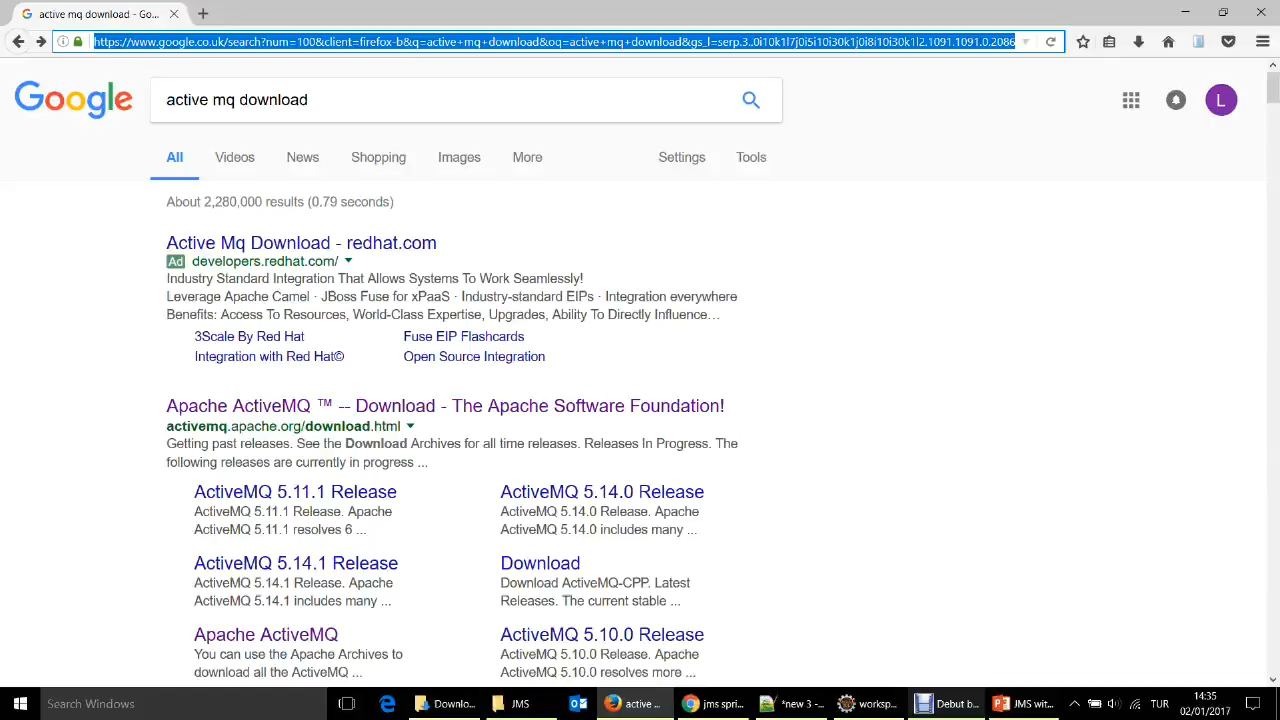 active mq download - Go...
https://www.google.co.uk/search?num=100&client=firefox-b&q=active+mq+download&oq=active+mq+download&gs_l=serp.3..0i10k1l7j0i5i10i30k1j0i8i10i30k1l2.1091.1091.0.2086
Google
active mq download
L
All Videos News Shopping Images More Settings Tools
About 2,280,000 results (0.79 seconds)
Active Mq Download - redhat.com
Ad developers.redhat.com/
Industry Standard Integration That Allows Systems To Work Seamlessly!
Leverage Apache Camel · JBoss Fuse for xPaaS · Industry-standard EIPs · Integration everywhere
Benefits: Access To Resources, World-Class Expertise, Upgrades, Ability To Directly Influence…
3Scale By Red Hat Fuse EIP Flashcards
Integration with Red Hat© Open Source Integration
Apache ActiveMQ ™ -- Download - The Apache Software Foundation!
activemq.apache.org/download.html
Getting past releases. See the Download Archives for all time releases. Releases In Progress. The
following releases are currently in progress ...
ActiveMQ 5.11.1 Release
ActiveMQ 5.11.1 Release. Apache
ActiveMQ 5.11.1 resolves 6 ...
ActiveMQ 5.14.0 Release
ActiveMQ 5.14.0 Release. Apache
ActiveMQ 5.14.0 includes many ...
ActiveMQ 5.14.1 Release
ActiveMQ 5.14.1 Release. Apache
ActiveMQ 5.14.1 includes many ...
Download
Download ActiveMQ-CPP. Latest
Releases. The current stable ...
Apache ActiveMQ
You can use the Apache Archives to
download all the ActiveMQ ...
ActiveMQ 5.10.0 Release
ActiveMQ 5.10.0 Release. Apache
ActiveMQ 5.10.0 resolves more ...
Search Windows
Downlo...
JMS
active ...
jms spri...
*new 3 -...
worksp...
Debut b...
JMS wit...
TUR
14:35
02/01/2017